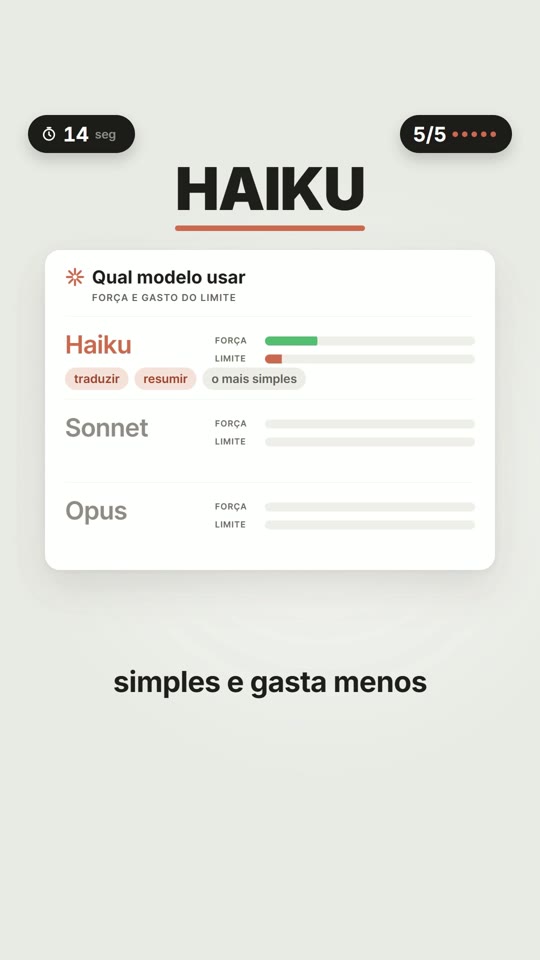 14 seg
5/5
HAIKU
Qual modelo usar
FORÇA E GASTO DO LIMITE
Haiku
FORÇA
LIMITE
traduzir resumir o mais simples
Sonnet
FORÇA
LIMITE
Opus
FORÇA
LIMITE
simples e gasta menos